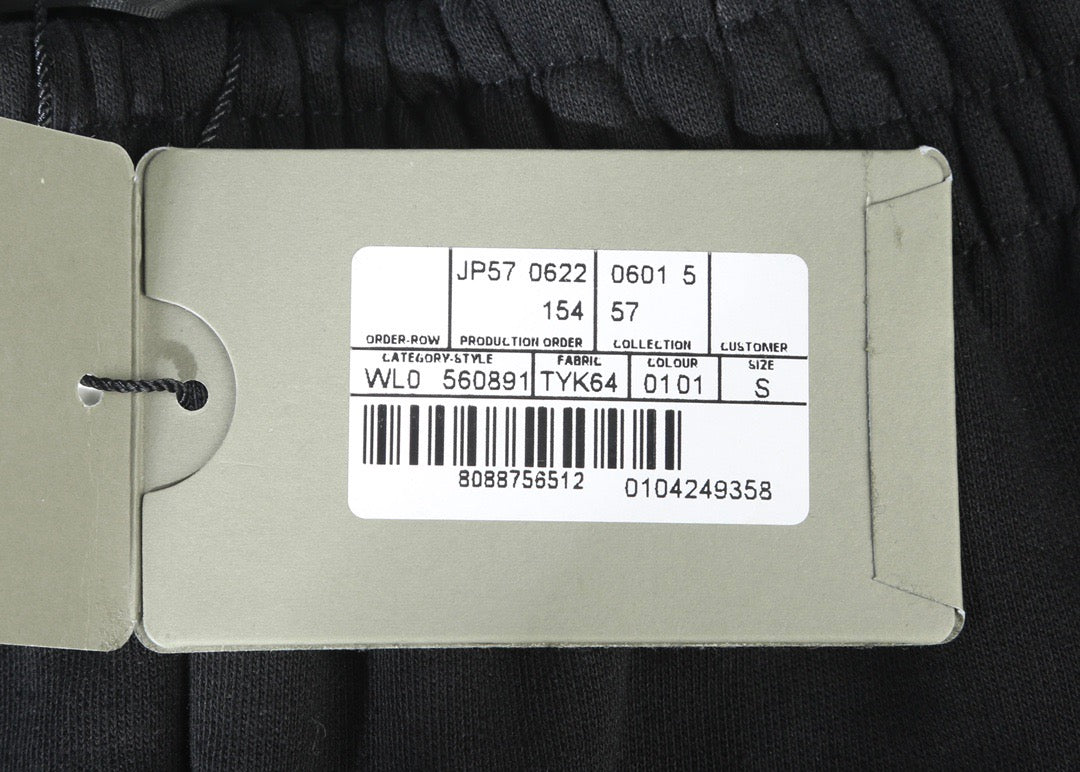 JP57 0622 0601 5
154 57
ORDER-ROW PRODUCTION ORDER COLLECTION CUSTOMER
CATEGORY-STYLE FABRIC COLOUR SIZE
WL0 560891 TYK64 0101 S
8088756512 0104249358